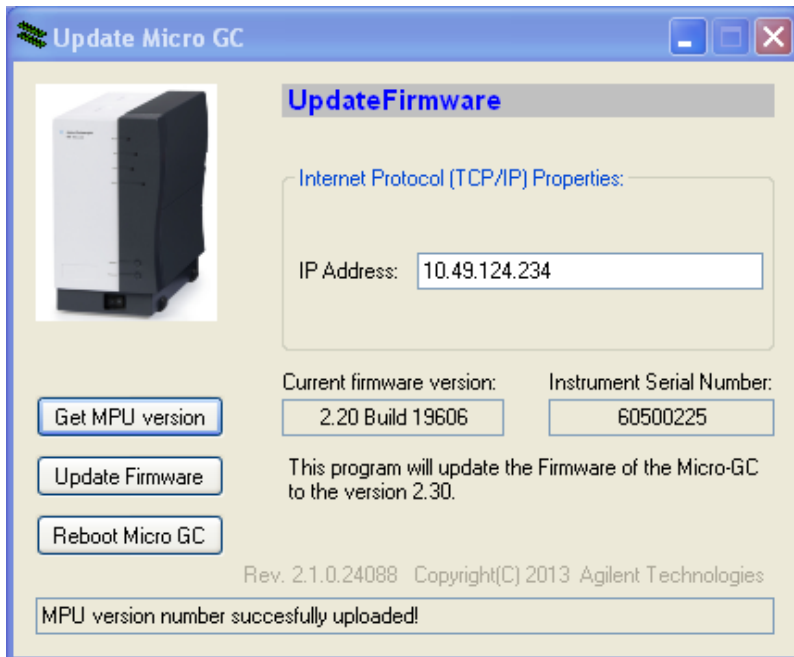 Update Micro GC
UpdateFirmware
Internet Protocol (TCP/IP) Properties:
IP Address: 10.49.124.234
Current firmware version: Instrument Serial Number:
Get MPU version 2.20 Build 19606 60500225
Update Firmware This program will update the Firmware of the Micro-GC
to the version 2.30.
Reboot Micro GC
Rev. 2.1.0.24088 Copyright(C) 2013 Agilent Technologies
MPU version number succesfully uploaded!